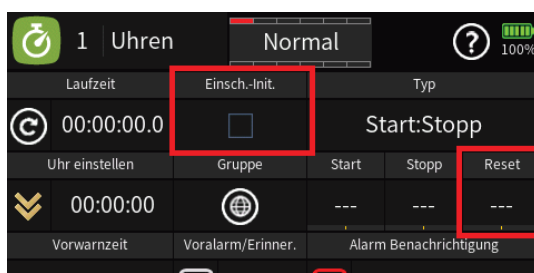 1 Uhren Normal ? 100%
Laufzeit Einsch.-Init. Typ
00:00:00.0 Start:Stopp
Uhr einstellen Gruppe Start Stopp Reset
00:00:00 --- --- ---
Vorwarnzeit Voralarm/Erinner. Alarm Benachrichtigung